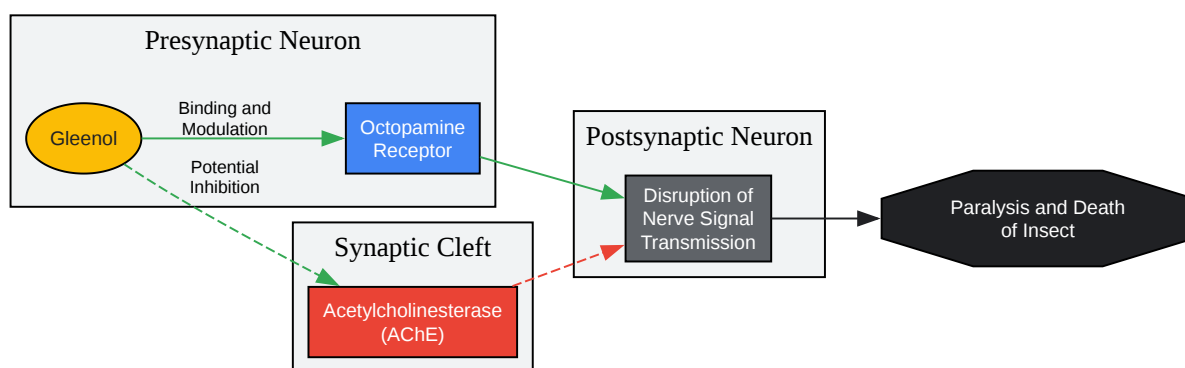 Presynaptic Neuron
Gleenol
Binding and
Modulation
Octopamine
Receptor
Potential
Inhibition
Synaptic Cleft
Acetylcholinesterase
(AChE)
Postsynaptic Neuron
Disruption of
Nerve Signal
Transmission
Paralysis and Death
of Insect